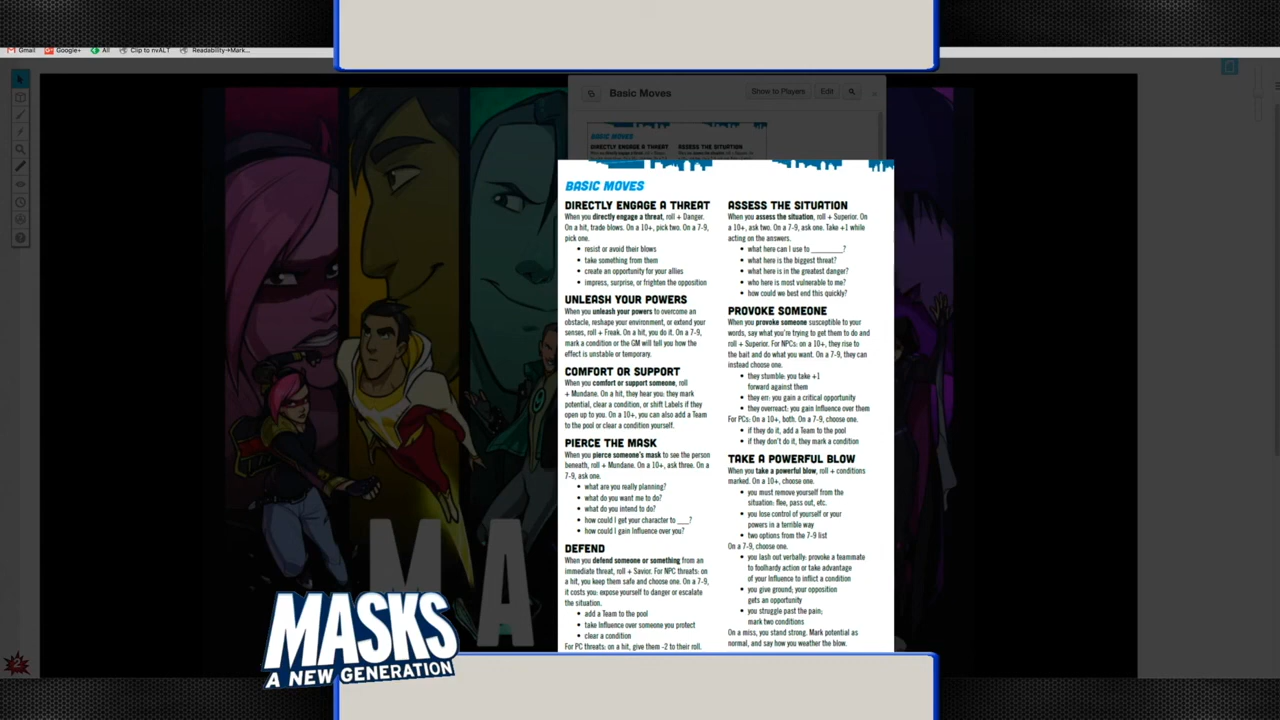 Gmail
Google+
All
Clip to nvALT
Readability→Mark...
Basic Moves
Show to Players
Edit
BASIC MOVES
DIRECTLY ENGAGE A THREAT
ASSESS THE SITUATION
BASIC MOVES
DIRECTLY ENGAGE A THREAT
When you directly engage a threat, roll + Danger.
On a hit, trade blows. On a 10+, pick two. On a 7-9,
pick one.
• resist or avoid their blows
• take something from them
• create an opportunity for your allies
• impress, surprise, or frighten the opposition
UNLEASH YOUR POWERS
When you unleash your powers to overcome an
obstacle, reshape your environment, or extend your
senses, roll + Freak. On a hit, you do it. On a 7-9,
mark a condition or the GM will tell you how the
effect is unstable or temporary.
COMFORT OR SUPPORT
When you comfort or support someone, roll
+ Mundane. On a hit, they hear you: they mark
potential, clear a condition, or shift Labels if they
open up to you. On a 10+, you can also add a Team
to the pool or clear a condition yourself.
PIERCE THE MASK
When you pierce someone's mask to see the person
beneath, roll + Mundane. On a 10+, ask three. On a
7-9, ask one.
• what are you really planning?
• what do you want me to do?
• what do you intend to do?
• how could I get your character to ___?
• how could I gain Influence over you?
DEFEND
When you defend someone or something from an
immediate threat, roll + Savior. For NPC threats: on
a hit, you keep them safe and choose one. On a 7-9,
it costs you: expose yourself to danger or escalate
the situation.
• add a Team to the pool
• take Influence over someone you protect
• clear a condition
For PC threats: on a hit, give them -2 to their roll.
ASSESS THE SITUATION
When you assess the situation, roll + Superior. On
a 10+, ask two. On a 7-9, ask one. Take +1 while
acting on the answers.
• what here can I use to ________?
• what here is the biggest threat?
• what here is in the greatest danger?
• who here is most vulnerable to me?
• how could we best end this quickly?
PROVOKE SOMEONE
When you provoke someone susceptible to your
words, say what you're trying to get them to do and
roll + Superior. For NPCs: on a 10+, they rise to
the bait and do what you want. On a 7-9, they can
instead choose one.
• they stumble: you take +1
forward against them
• they err: you gain a critical opportunity
• they overreact: you gain Influence over them
For PCs: On a 10+, both. On a 7-9, choose one.
• if they do it, add a Team to the pool
• if they don't do it, they mark a condition
TAKE A POWERFUL BLOW
When you take a powerful blow, roll + conditions
marked. On a 10+, choose one.
• you must remove yourself from the
situation: flee, pass out, etc.
• you lose control of yourself or your
powers in a terrible way
• two options from the 7-9 list
On a 7-9, choose one.
• you lash out verbally: provoke a teammate
to foolhardy action or take advantage
of your Influence to inflict a condition
• you give ground; your opposition
gets an opportunity
• you struggle past the pain;
mark two conditions
On a miss, you stand strong. Mark potential as
normal, and say how you weather the blow.
MASKS
A NEW GENERATION